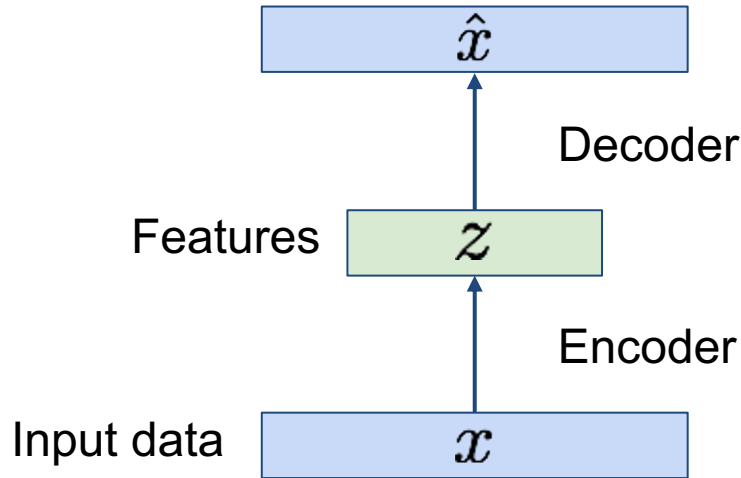 x̂
Decoder
Features z
Encoder
Input data x